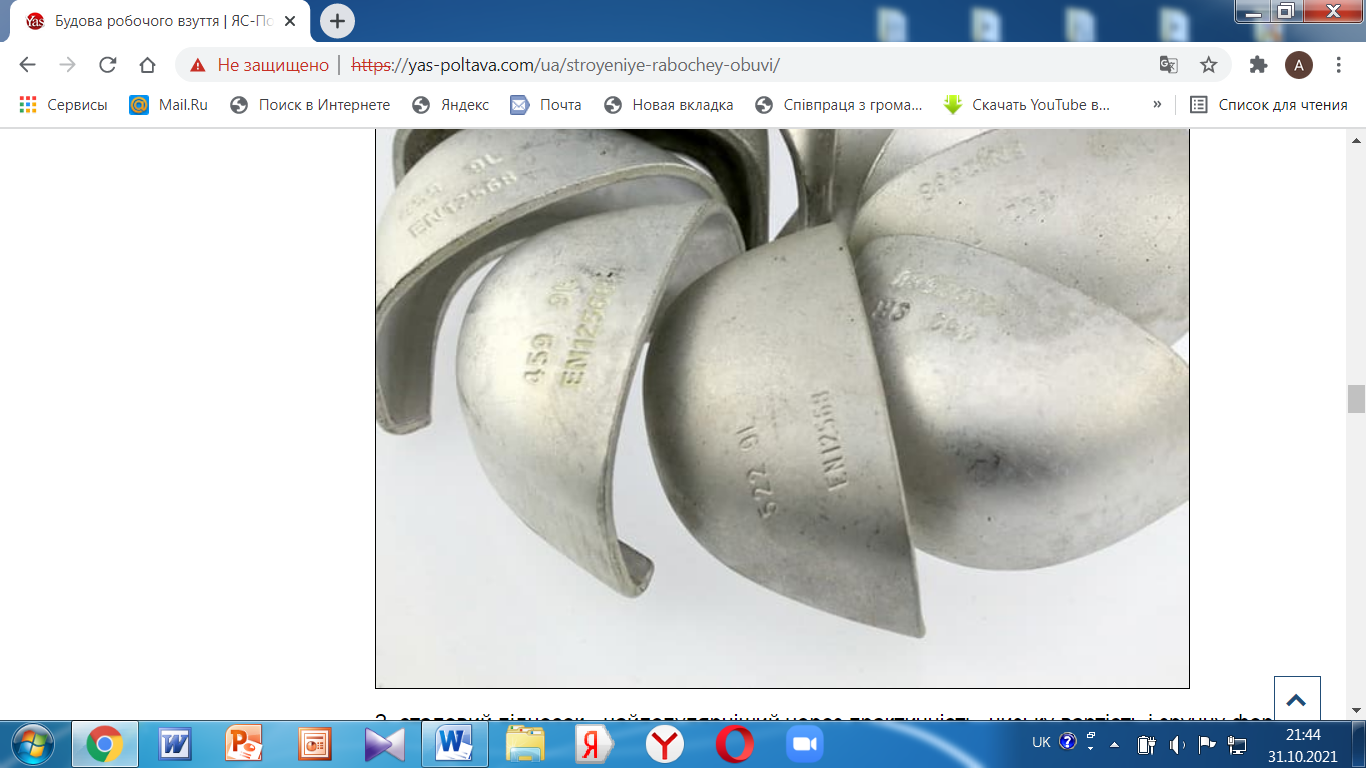 Будова робочого взуття | ЯС-По
Не защищено | https://yas-poltava.com/ua/stroyeniye-rabochey-obuvi/
A
Сервисы Mail.Ru Поиск в Интернете Яндекс Почта Новая вкладка Співпраця з грома... Скачать YouTube в... » Список для чтения
9L
EN12568
459 9L
EN12568
522 9L
EN12568
UK
21:44
31.10.2021